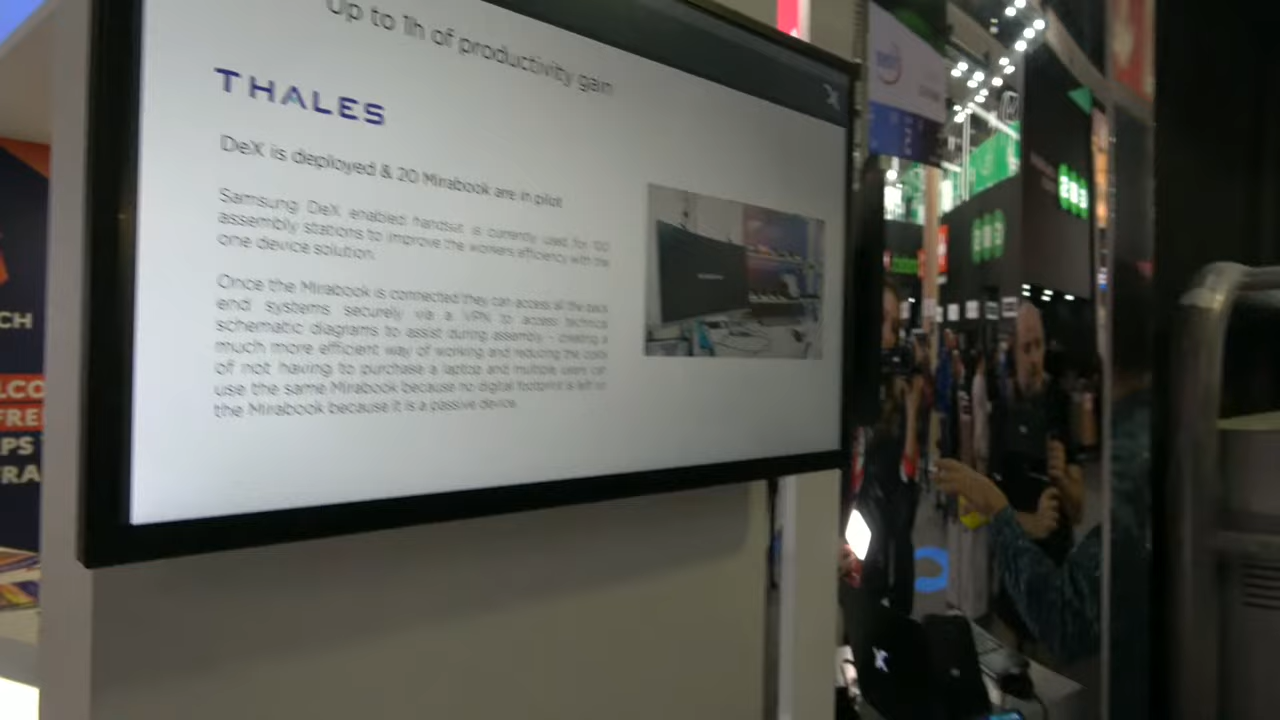 Up to 1h of productivity gain
THALES
DeX is deployed & 20 Mirabook are in pilot
Samsung DeX enabled handset is currently used for
assembly stations to improve the workers efficiency with the
one device solution.
Once the Mirabook is connected they can access all the back
end systems securely via a VPN to access technical
schematic diagrams to assist during assembly - creating a
much more efficient way of working and reducing the costs
of not having to purchase a laptop and multiple users can
use the same Mirabook because no digital footprint is left on
the Mirabook because it is a passive device.
CH
LCO
FREE
PS
TRA